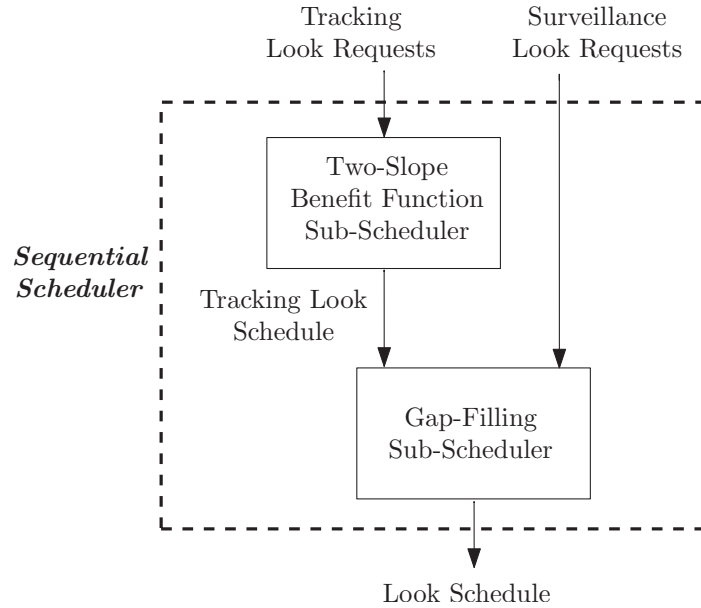 Tracking
Look Requests
Surveillance
Look Requests
Two-Slope
Benefit Function
Sub-Scheduler
Sequential
Scheduler
Tracking Look
Schedule
Gap-Filling
Sub-Scheduler
Look Schedule